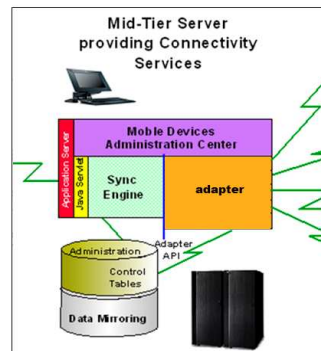 Mid-Tier Server
providing Connectivity
Services
Moble Devices
Administration Center
Application Server
Java Servlet
Sync
Engine
adapter
Adapter
API
Administration
Control
Tables
Data Mirroring